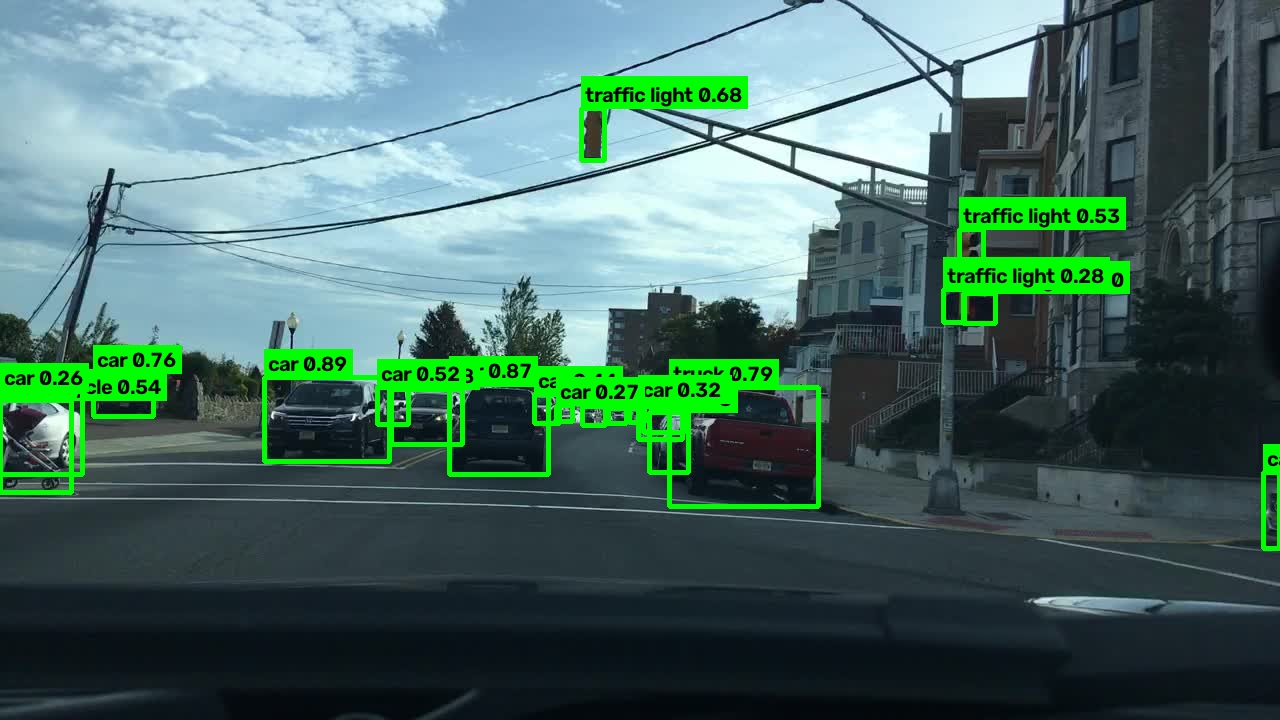 traffic light 0.68
traffic light 0.53
traffic light 0.28
0
car 0.76
cle 0.54
car 0.26
car 0.89
car 0.52
0.87
car 0.27
truck 0.79
car 0.32